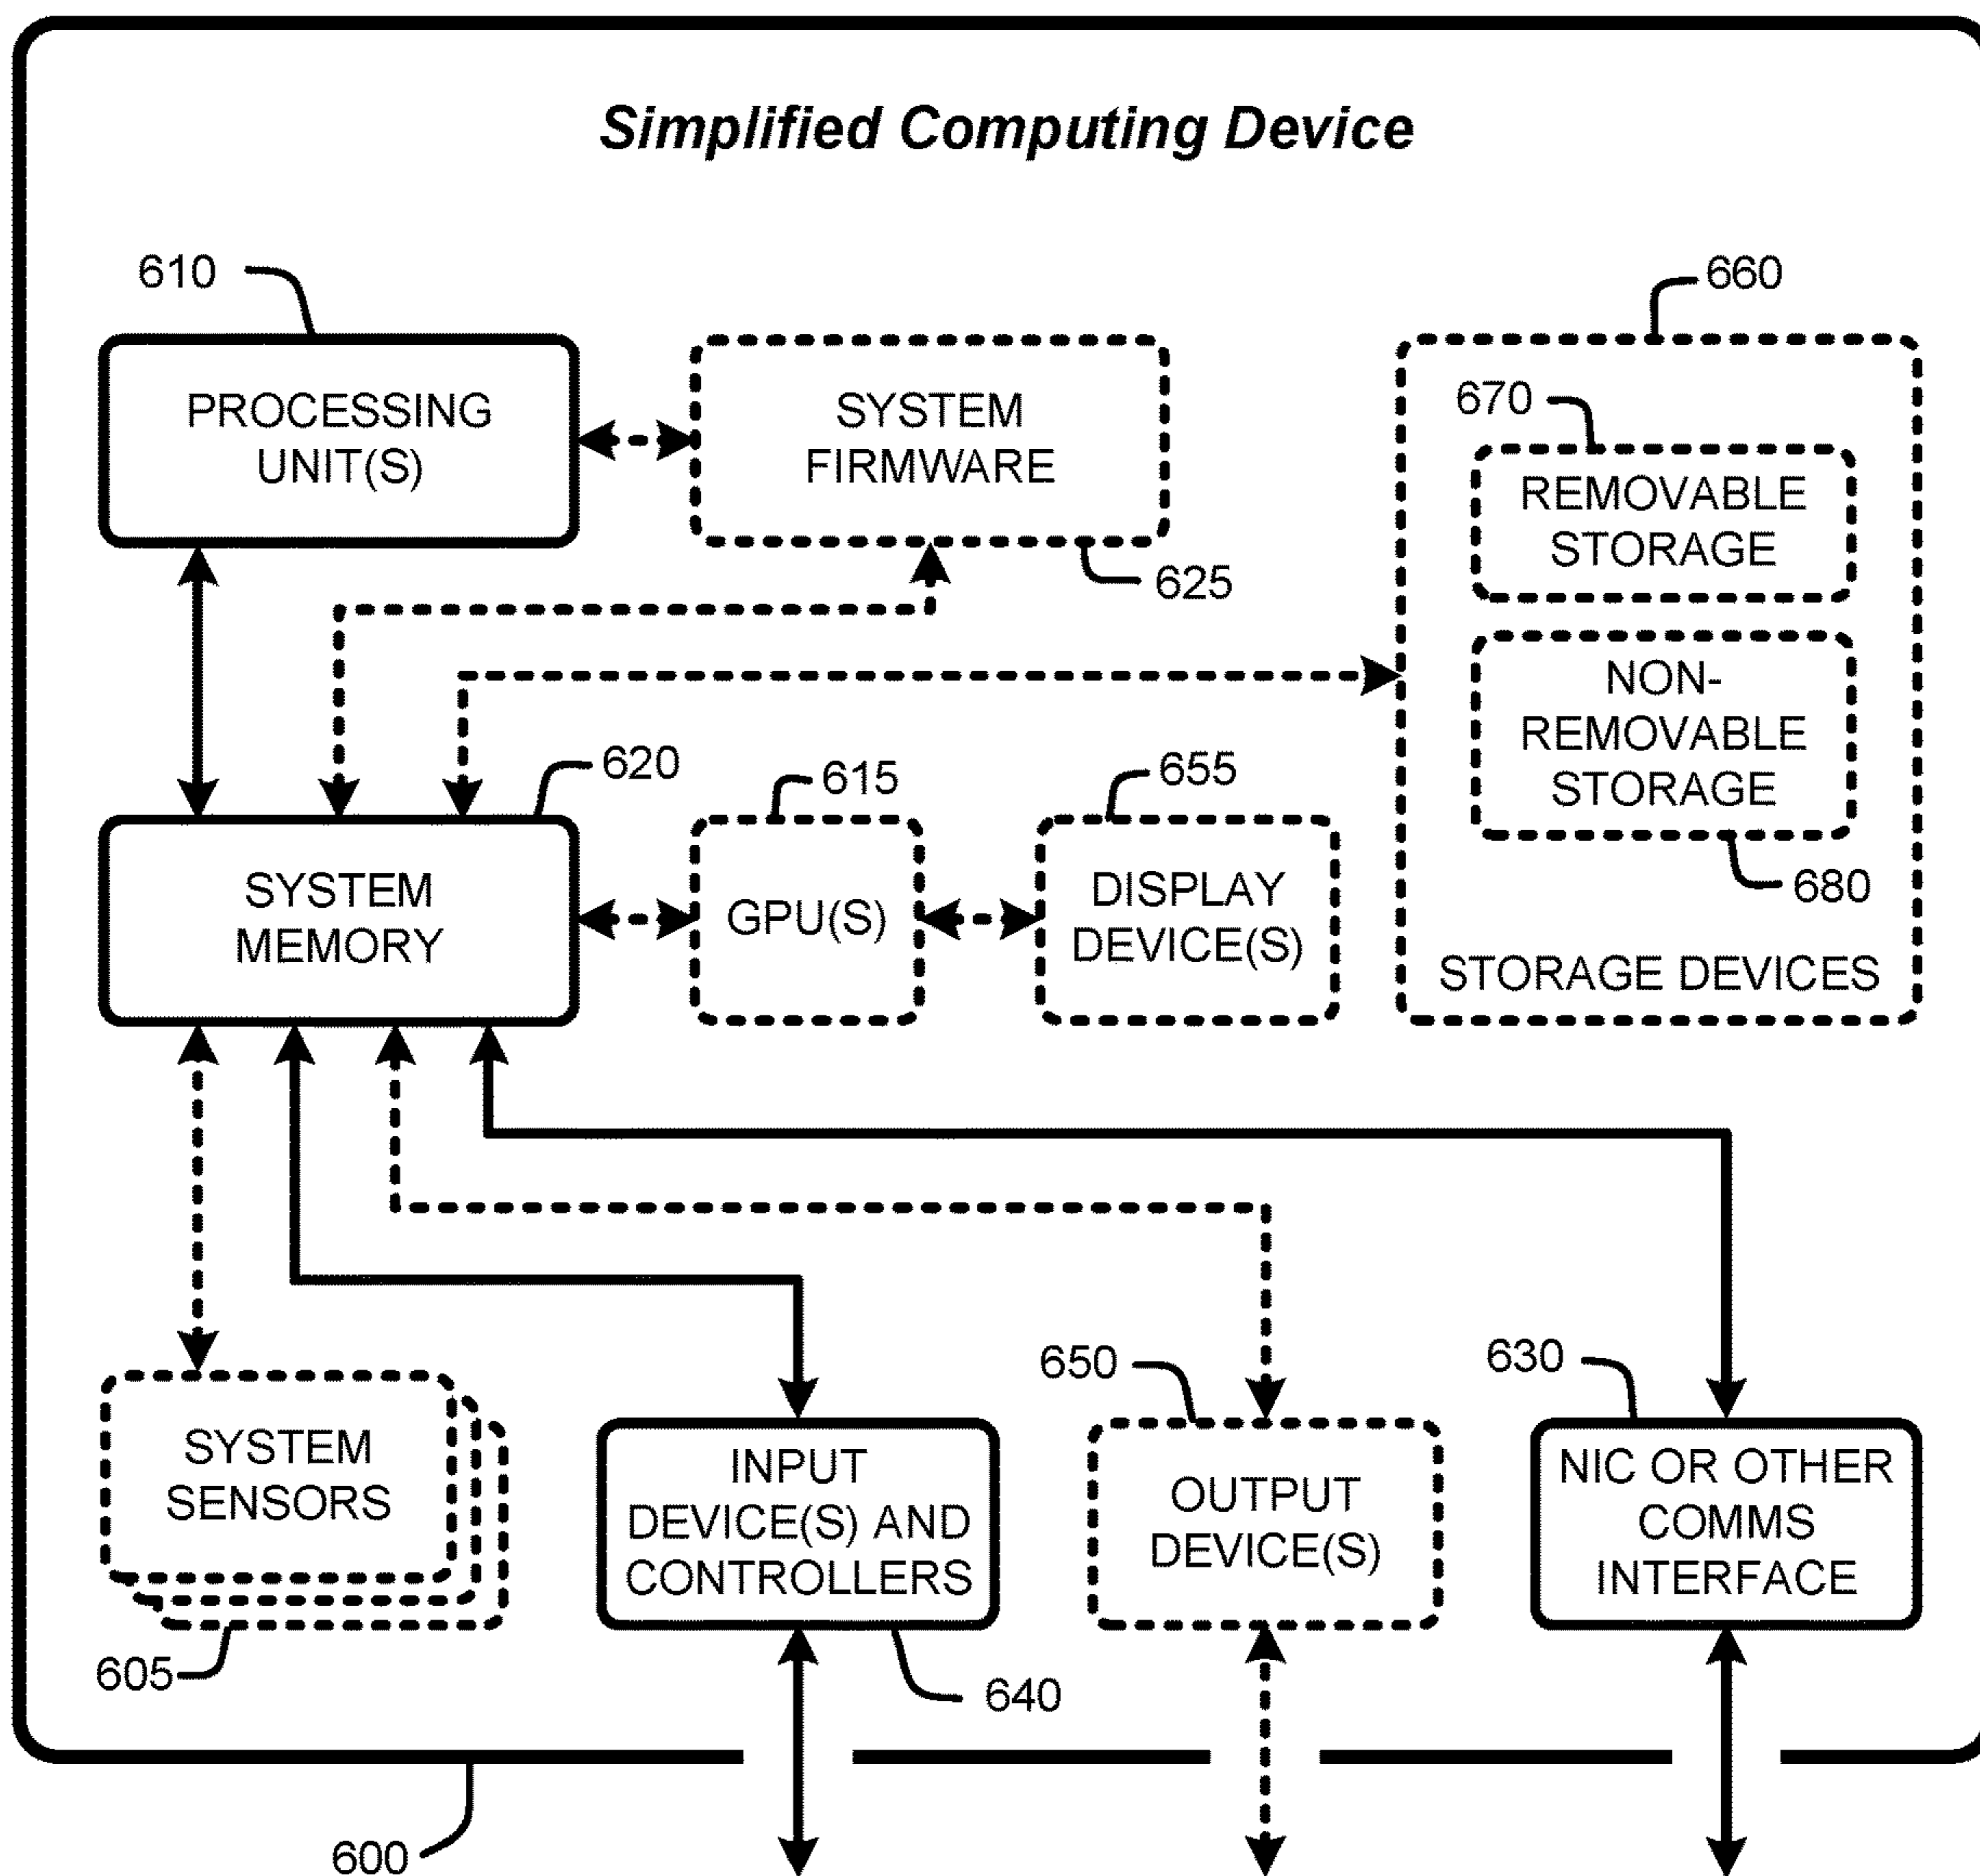 Simplified Computing Device
610
660
PROCESSING
UNIT(S)
SYSTEM
FIRMWARE
625
670
REMOVABLE
STORAGE
NON-
REMOVABLE
STORAGE
680
STORAGE DEVICES
620
615
655
SYSTEM
MEMORY
GPU(S)
DISPLAY
DEVICE(S)
650
630
SYSTEM
SENSORS
605
INPUT
DEVICE(S) AND
CONTROLLERS
640
OUTPUT
DEVICE(S)
NIC OR OTHER
COMMS
INTERFACE
600